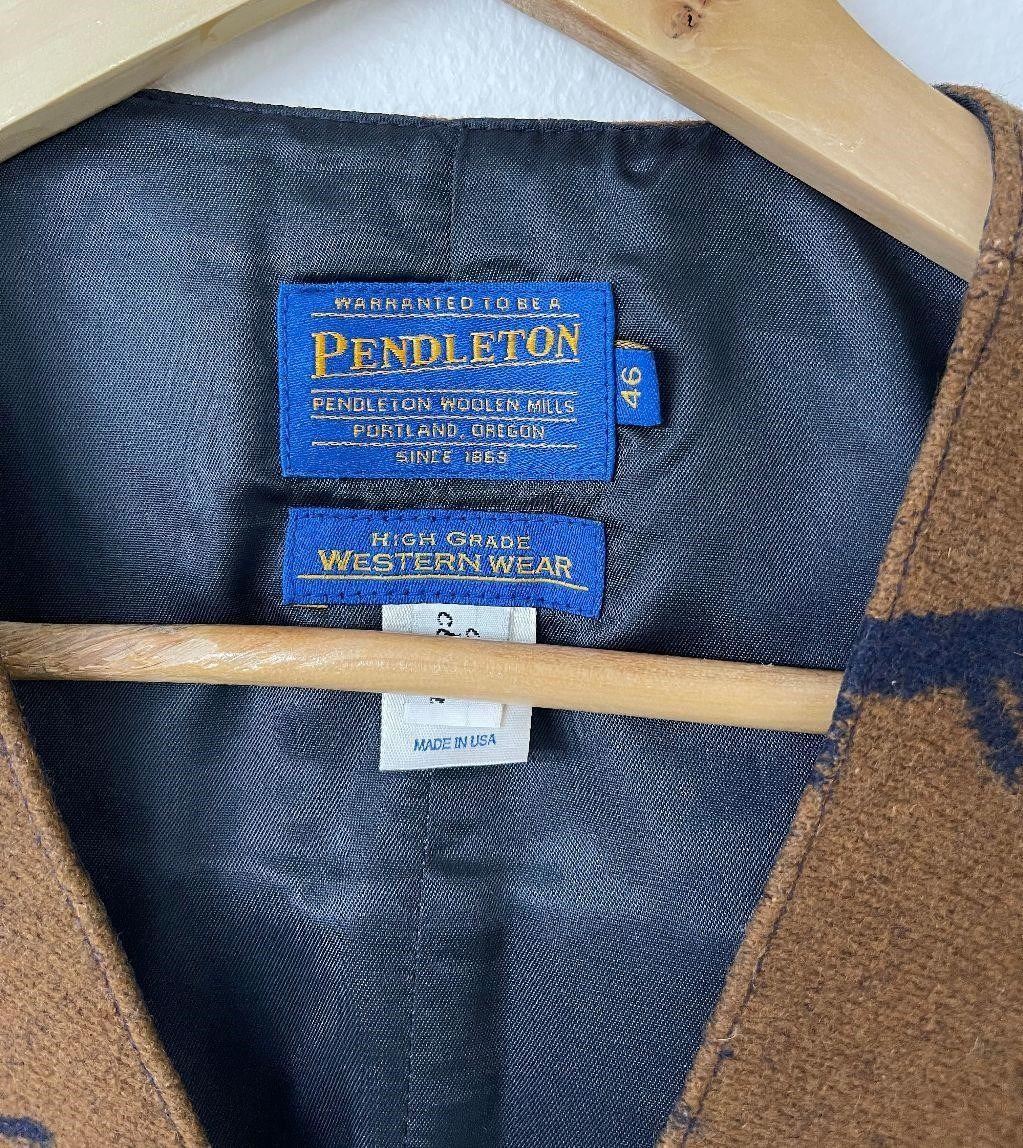 WARRANTED TO BE A
PENDLETON
PENDLETON WOOLEN MILLS
PORTLAND, OREGON
SINCE 1863
46
HIGH GRADE
WESTERN WEAR
MADE IN USA